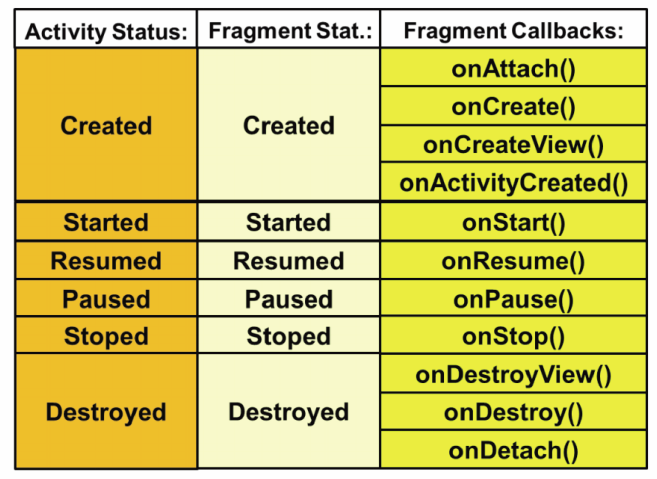 Activity Status: Fragment Stat.: Fragment Callbacks:
Created Created onAttach()
onCreate()
onCreateView()
onActivityCreated()
Started Started onStart()
Resumed Resumed onResume()
Paused Paused onPause()
Stoped Stoped onStop()
Destroyed Destroyed onDestroyView()
onDestroy()
onDetach()